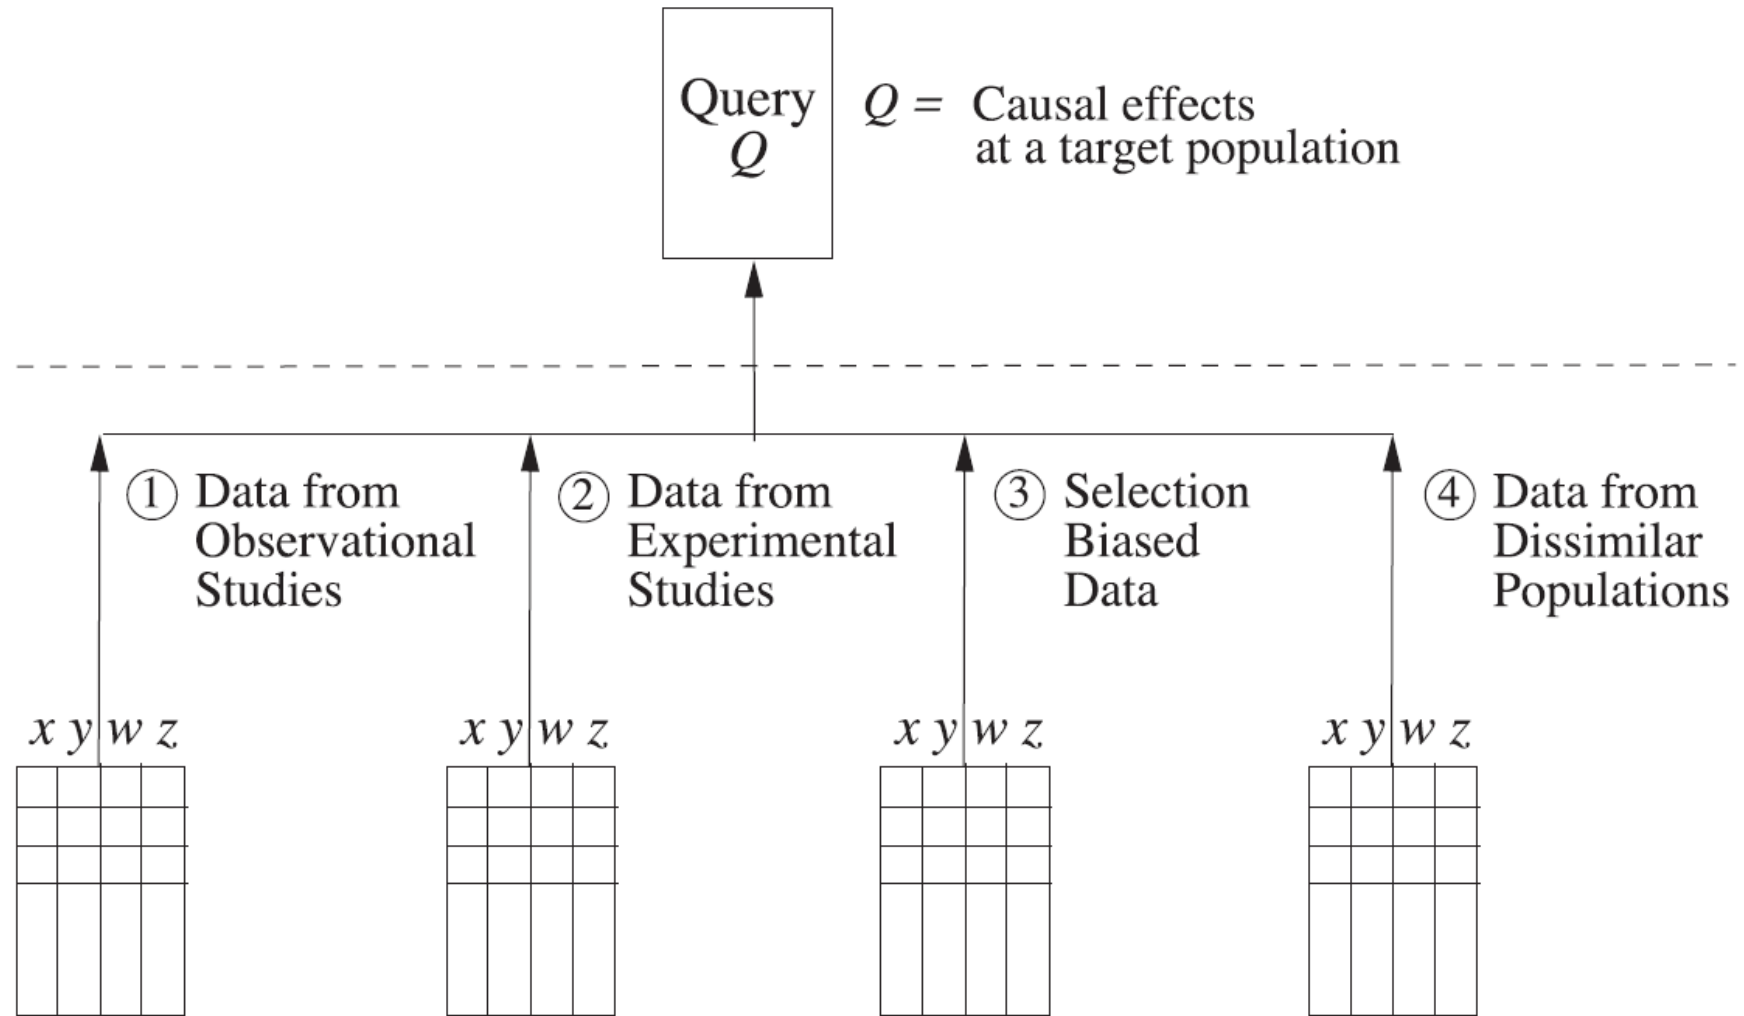 Query
Q
Q = Causal effects
at a target population
① Data from
Observational
Studies
② Data from
Experimental
Studies
③ Selection
Biased
Data
④ Data from
Dissimilar
Populations
x y w z
x y w z
x y w z
x y w z